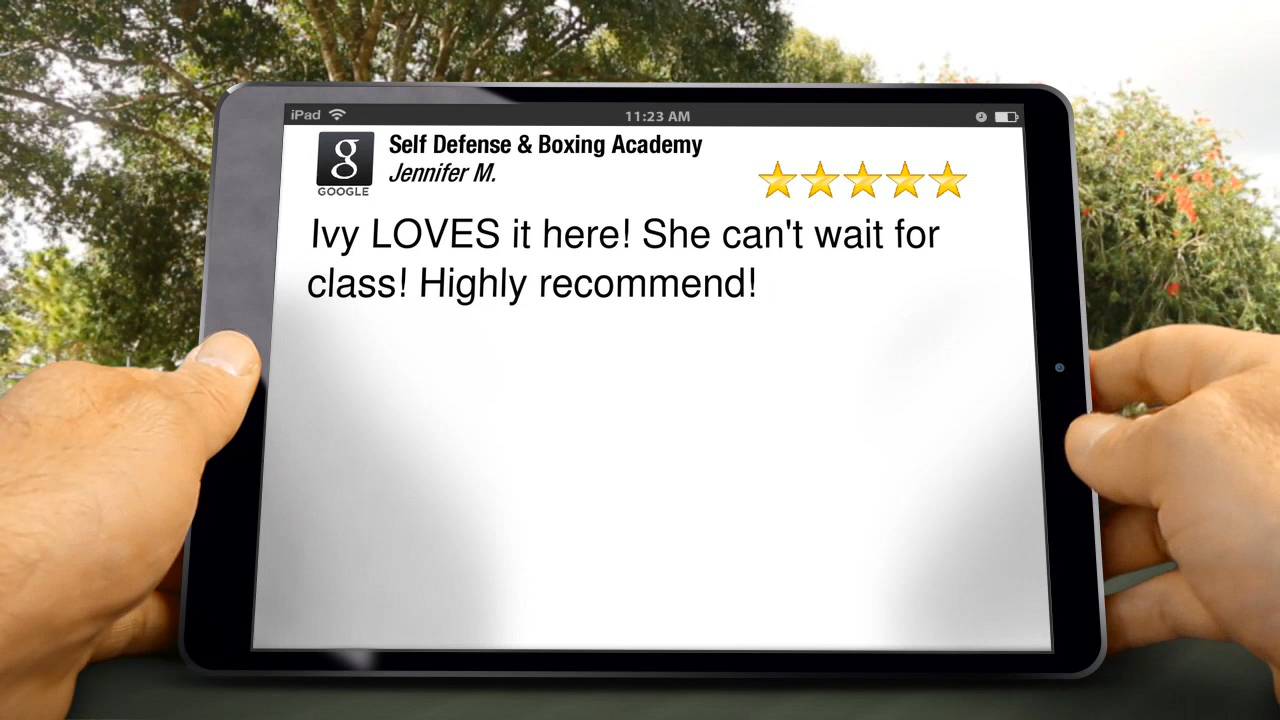 iPad
11:23 AM
g
GOOGLE
Self Defense & Boxing Academy
Jennifer M.
Ivy LOVES it here! She can't wait for
class! Highly recommend!